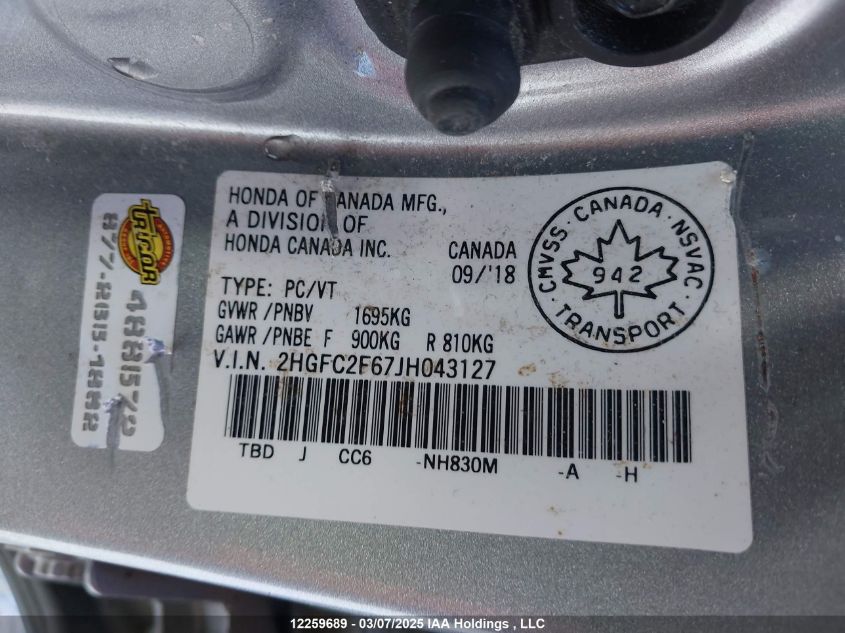 HONDA OF CANADA MFG.,
A DIVISION OF
HONDA CANADA INC.
CANADA
09/'18
TYPE: PC/VT
GVWR /PNBV 1695KG
GAWR /PNBE F 900KG R 810KG
V.I.N. 2HGFC2F67JH043127
TBD J CC6 -NH830M -A -H
CMVSS · CANADA · NSVAC
942
· TRANSPORT ·
Tricor
4881572
12259689 - 03/07/2025 IAA Holdings , LLC